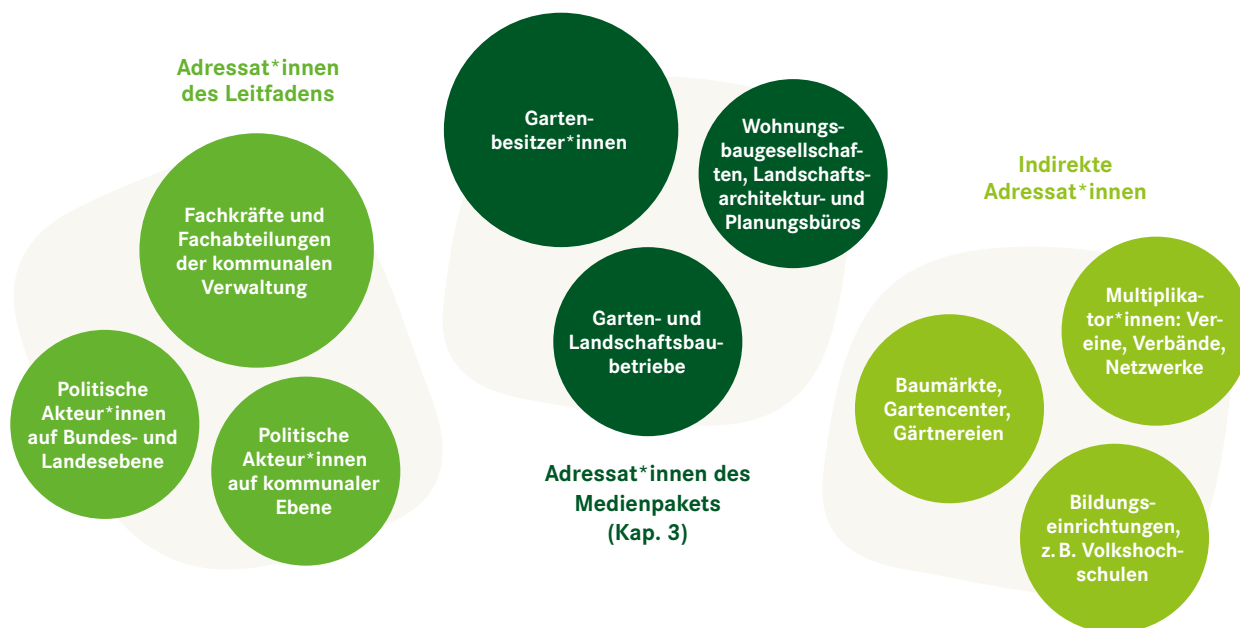 Adressat*innen
des Leitfadens
Fachkräfte und
Fachabteilungen
der kommunalen
Verwaltung
Politische
Akteur*innen
auf Bundes- und
Landesebene
Politische
Akteur*innen
auf kommunaler
Ebene
Garten-
besitzer*innen
Wohnungs-
baugesellschaf-
ten, Landschafts-
architektur- und
Planungsbüros
Garten- und
Landschaftsbau-
betriebe
Adressat*innen des
Medienpakets
(Kap. 3)
Indirekte
Adressat*innen
Multiplika-
tor*innen: Ver-
eine, Verbände,
Netzwerke
Baumärkte,
Gartencenter,
Gärtnereien
Bildungs-
einrichtungen,
z. B. Volkshoch-
schulen